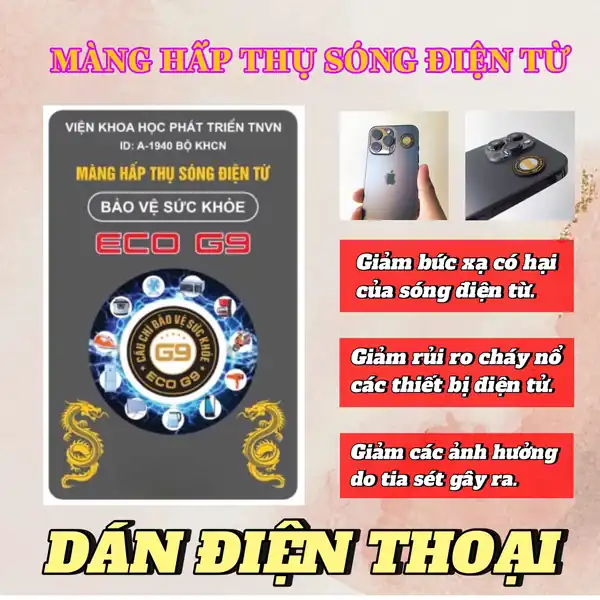 MÀNG HẤP THỤ SÓNG ĐIỆN TỪ
VIỆN KHOA HỌC PHÁT TRIỂN TNVN
ID: A-1940 BỘ KHCN
MÀNG HẤP THỤ SÓNG ĐIỆN TỪ
BẢO VỆ SỨC KHỎE
ECO G9
CẦU CHÌ BẢO VỆ SỨC KHỎE
G9
ECO G9
Giảm bức xạ có hại
của sóng điện từ.
Giảm rủi ro cháy nổ
các thiết bị điện tử.
Giảm các ảnh hưởng
do tia sét gây ra.
DÁN ĐIỆN THOẠI